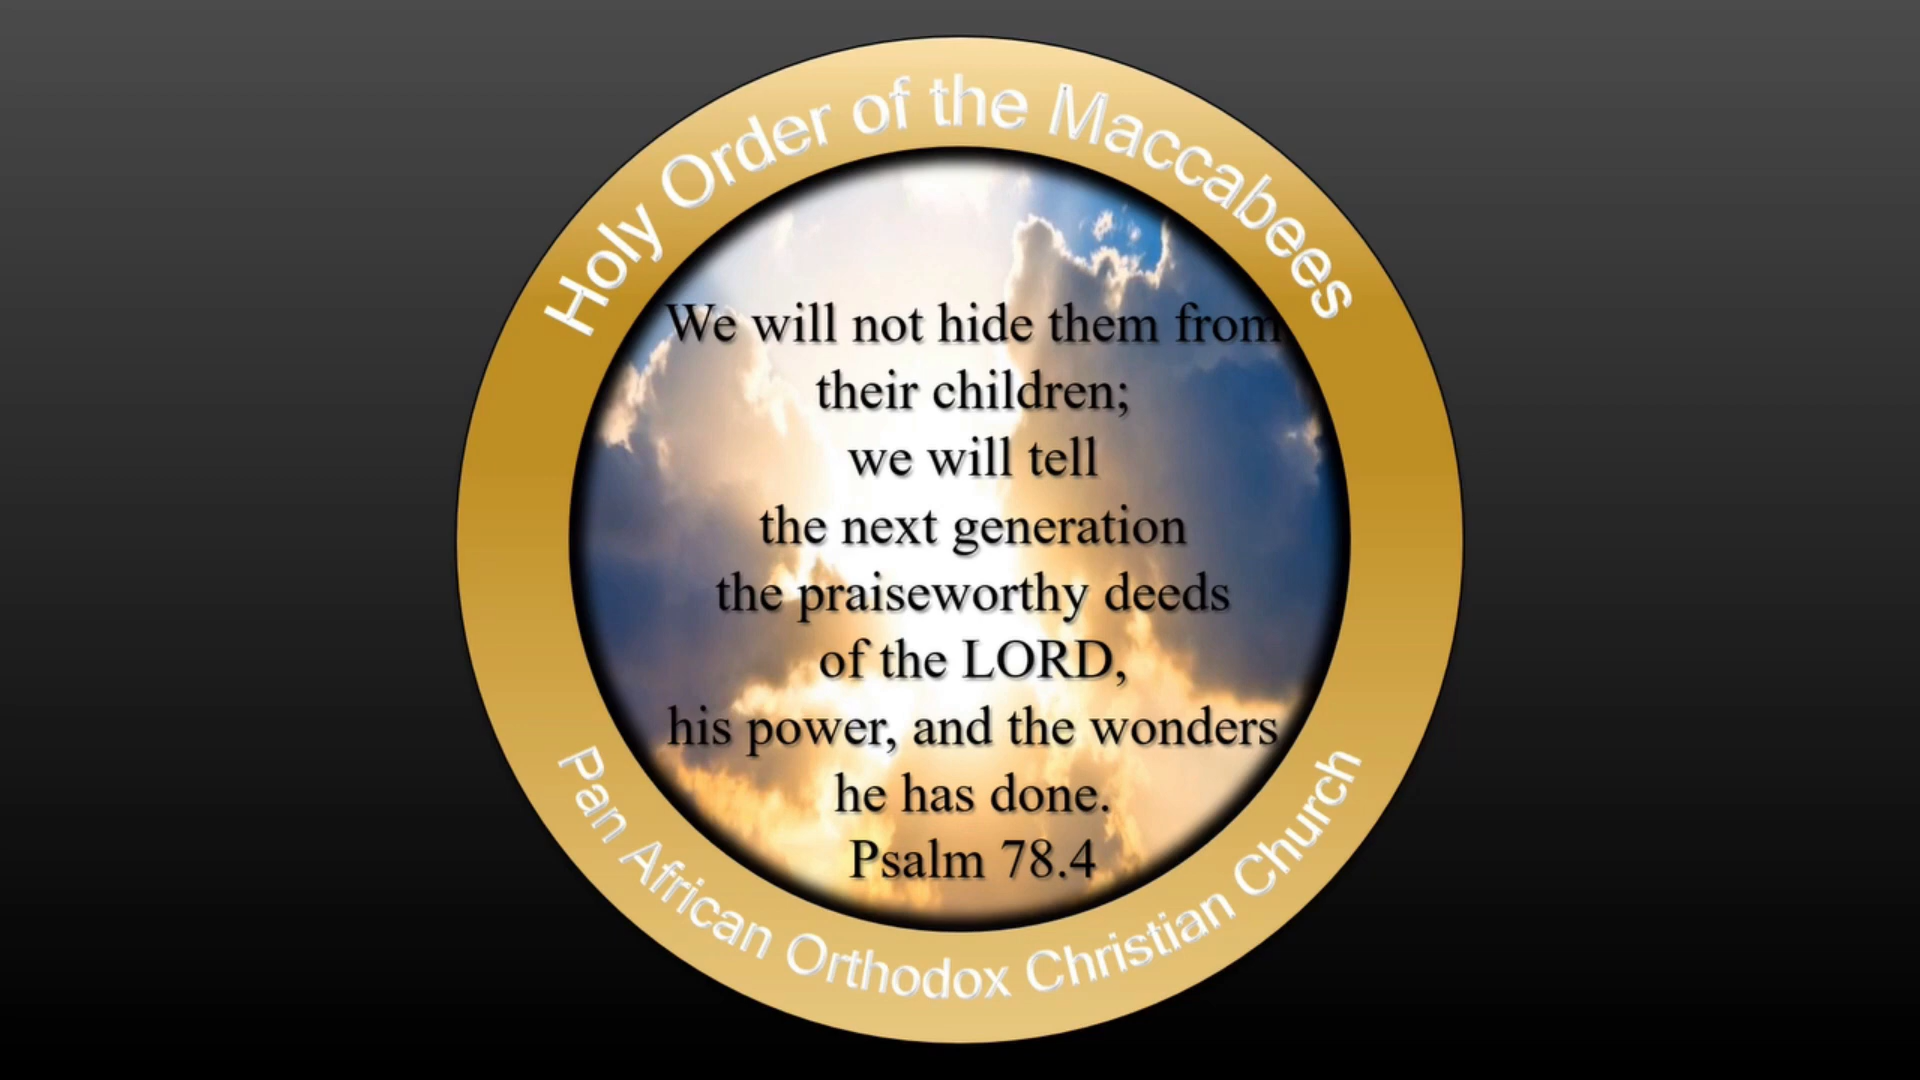 Holy Order of the Maccabees
We will not hide them from
their children;
we will tell
the next generation
the praiseworthy deeds
of the LORD,
his power, and the wonders
he has done.
Psalm 78.4
Pan African Orthodox Christian Church